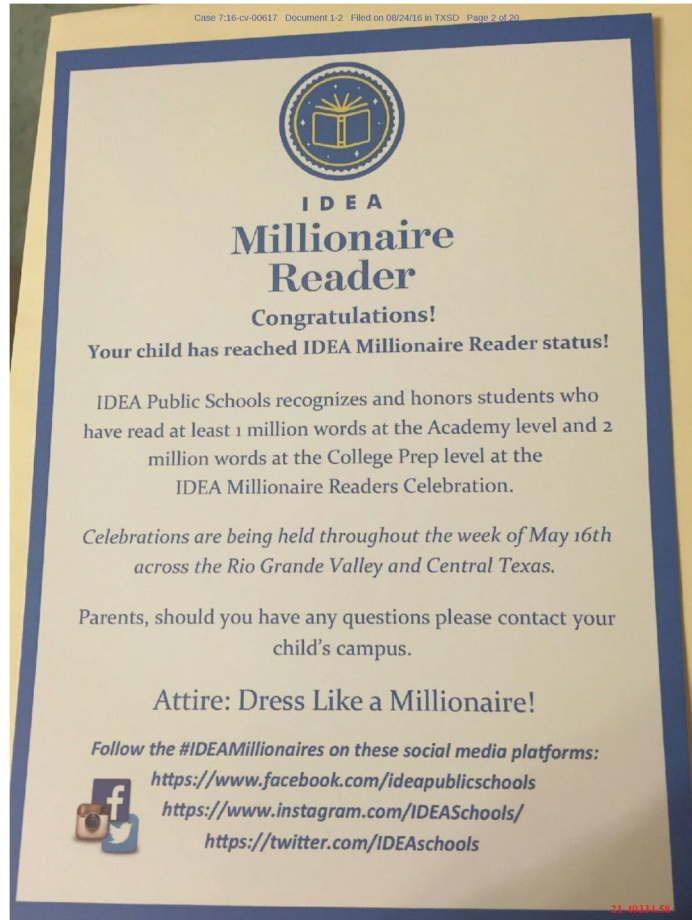 Case 7:16-cv-00617 Document 1-2 Filed on 08/24/16 in TXSD Page 2 of 20
IDEA
Millionaire
Reader
Congratulations!
Your child has reached IDEA Millionaire Reader status!
IDEA Public Schools recognizes and honors students who
have read at least 1 million words at the Academy level and 2
million words at the College Prep level at the
IDEA Millionaire Readers Celebration.
Celebrations are being held throughout the week of May 16th
across the Rio Grande Valley and Central Texas.
Parents, should you have any questions please contact your
child's campus.
Attire: Dress Like a Millionaire!
Follow the #IDEAMillionaires on these social media platforms:
https://www.facebook.com/ideapublicschools
https://www.instagram.com/IDEASchools/
https://twitter.com/IDEAschools
21-40334.58